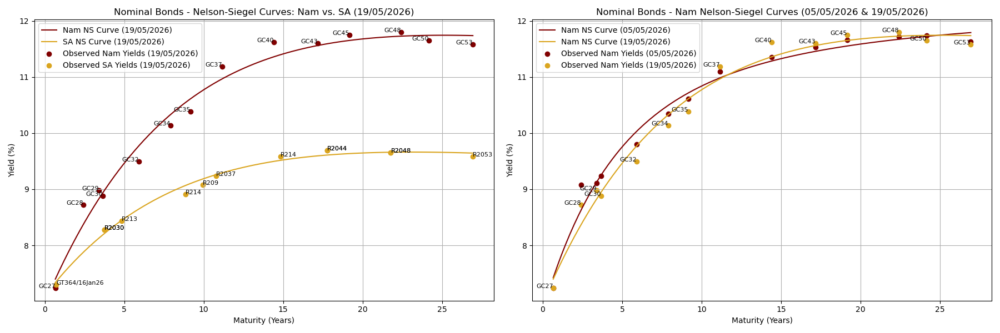 Nominal Bonds - Nelson-Siegel Curves: Nam vs. SA (19/05/2026)
Nam NS Curve (19/05/2026)
SA NS Curve (19/05/2026)
Observed Nam Yields (19/05/2026)
Observed SA Yields (19/05/2026)
12
11
10
9
8
Yield (%)
GC27
GT364/16Jan26
GC28
GC29
GC30
GC32
GC34
GC35
GC37
GC40
GC43
GC45
GC48
GC50
GC53
R2030
R213
R214
R209
R2037
R214
R2044
R2048
R2053
0
5
10
15
20
25
Maturity (Years)
Nominal Bonds - Nam Nelson-Siegel Curves (05/05/2026 & 19/05/2026)
Nam NS Curve (05/05/2026)
Nam NS Curve (19/05/2026)
Observed Nam Yields (05/05/2026)
Observed Nam Yields (19/05/2026)
12
11
10
9
8
Yield (%)
GC27
GC28
GC29
GC30
GC32
GC34
GC35
GC37
GC40
GC43
GC45
GC48
GC50
GC53
0
5
10
15
20
25
Maturity (Years)